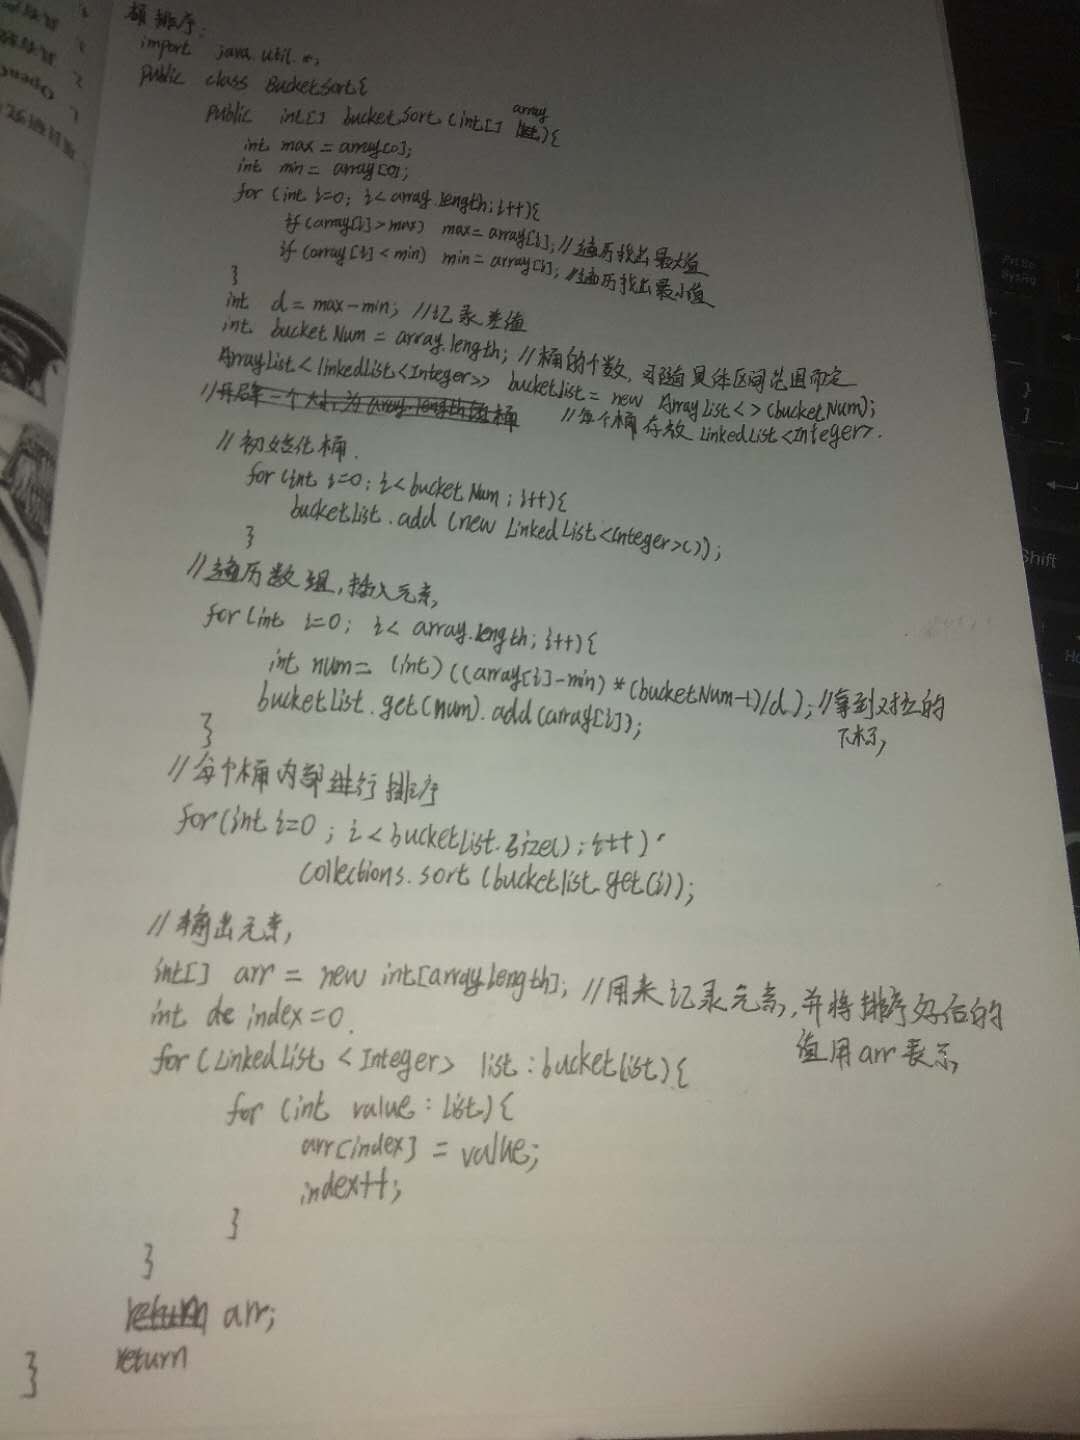 桶排序:
import java.util.*;
public class BucketSort{
public int[] bucketSort (int[] array){
int max = array[0];
int min = array[0];
for (int i=0; i<array.length; i++){
if (array[i]>max) max=array[i]; //遍历找出最大值
if (array[i]<min) min=array[i]; //遍历找出最小值
}
int d=max-min; //记录差值
int bucketNum = array.length; //桶的个数,可随具体区间范围而定
ArrayList<linkedList<Integer>> bucketlist = new ArrayList<>(bucketNum);
//每个桶存放LinkedList<Integer>.
//初始化桶.
for (int i=0; i<bucketNum; i++){
bucketlist.add (new LinkedList<Integer>());
}
//遍历数组,插入元素,
for (int i=0; i< array.length; i++){
int num= (int) ((array[i]-min)*(bucketNum-1)/d); //拿到对应的
下标,
bucketList.get(num).add(array[i]);
}
//每个桶内部进行排序
for(int i=0; i<bucketlist.size(); i++)
collections.sort (bucketlist.get(i));
//输出元素,
int[] arr = new int[array.length]; //用来记录元素,并将排序好后的
值用arr表示
int index=0.
for (LinkedList <Integer> list : bucketlist){
for (int value : list){
arr[index] = value;
index++;
}
}
arr;
return
}